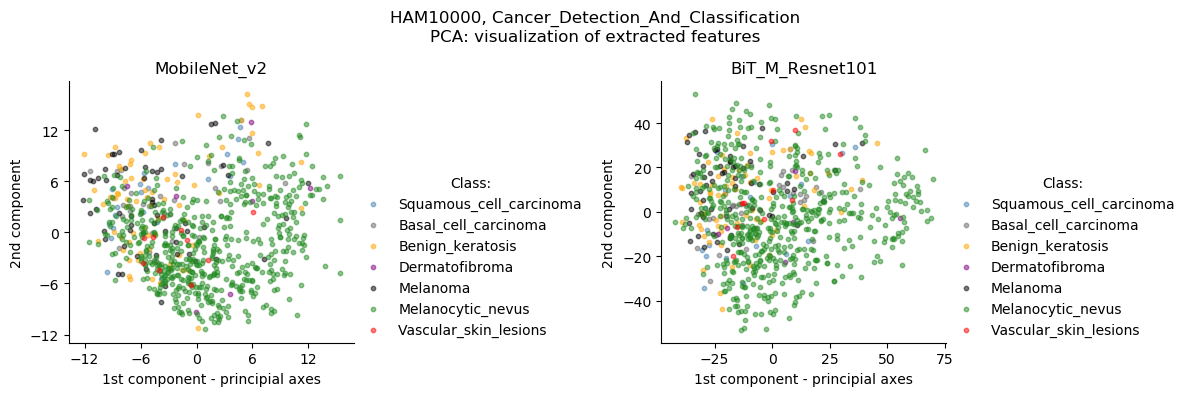 HAM10000, Cancer_Detection_And_Classification
PCA: visualization of extracted features
MobileNet_v2
2nd component
12
6
0
−6
−12
−12
−6
0
6
12
1st component - principial axes
Class:
Squamous_cell_carcinoma
Basal_cell_carcinoma
Benign_keratosis
Dermatofibroma
Melanoma
Melanocytic_nevus
Vascular_skin_lesions
BiT_M_Resnet101
2nd component
40
20
0
−20
−40
−25
0
25
50
75
1st component - principial axes
Class:
Squamous_cell_carcinoma
Basal_cell_carcinoma
Benign_keratosis
Dermatofibroma
Melanoma
Melanocytic_nevus
Vascular_skin_lesions